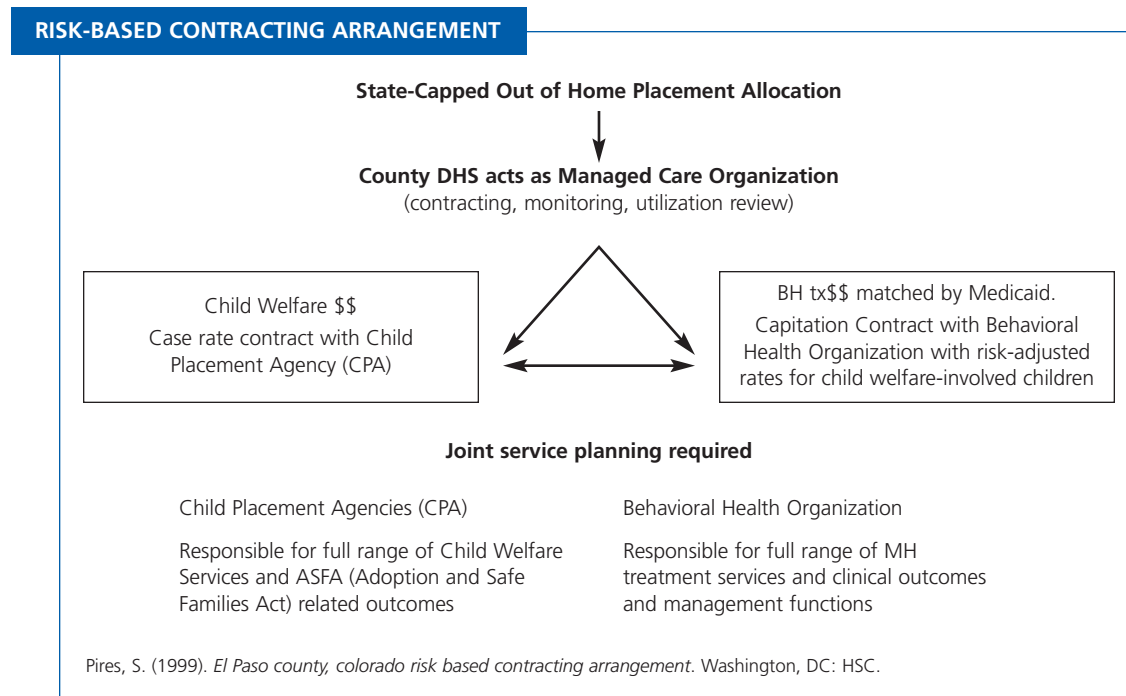 RISK-BASED CONTRACTING ARRANGEMENT
State-Capped Out of Home Placement Allocation
County DHS acts as Managed Care Organization
(contracting, monitoring, utilization review)
Child Welfare $$
Case rate contract with Child
Placement Agency (CPA)
BH tx$$ matched by Medicaid.
Capitation Contract with Behavioral
Health Organization with risk-adjusted
rates for child welfare-involved children
Joint service planning required
Child Placement Agencies (CPA)
Responsible for full range of Child Welfare
Services and ASFA (Adoption and Safe
Families Act) related outcomes
Behavioral Health Organization
Responsible for full range of MH
treatment services and clinical outcomes
and management functions
Pires, S. (1999). El Paso county, colorado risk based contracting arrangement. Washington, DC: HSC.